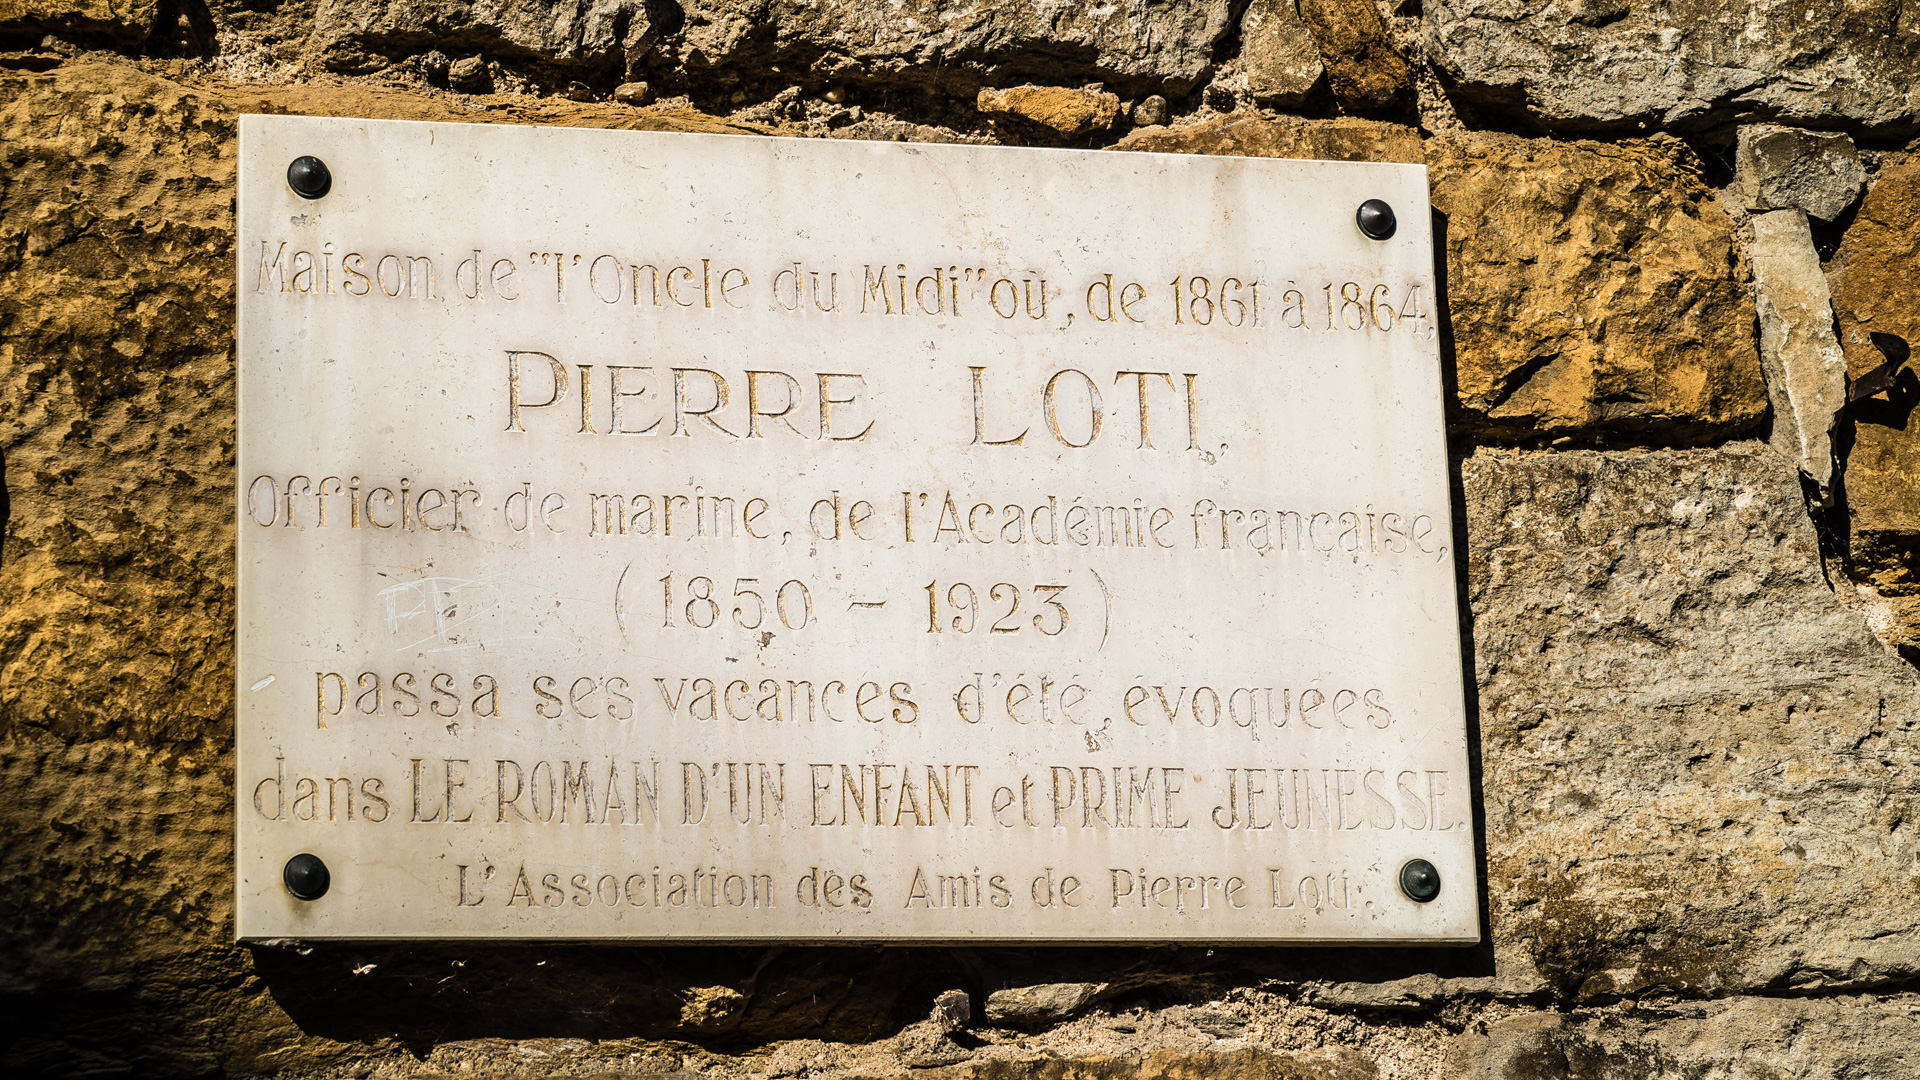 Maison de "l'Oncle du Midi" où, de 1861 à 1864,
PIERRE LOTI,
Officier de marine, de l'Académie française,
(1850 - 1923)
passa ses vacances d'été, évoquées
dans LE ROMAN D'UN ENFANT et PRIME JEUNESSE.
L'Association des Amis de Pierre Loti.